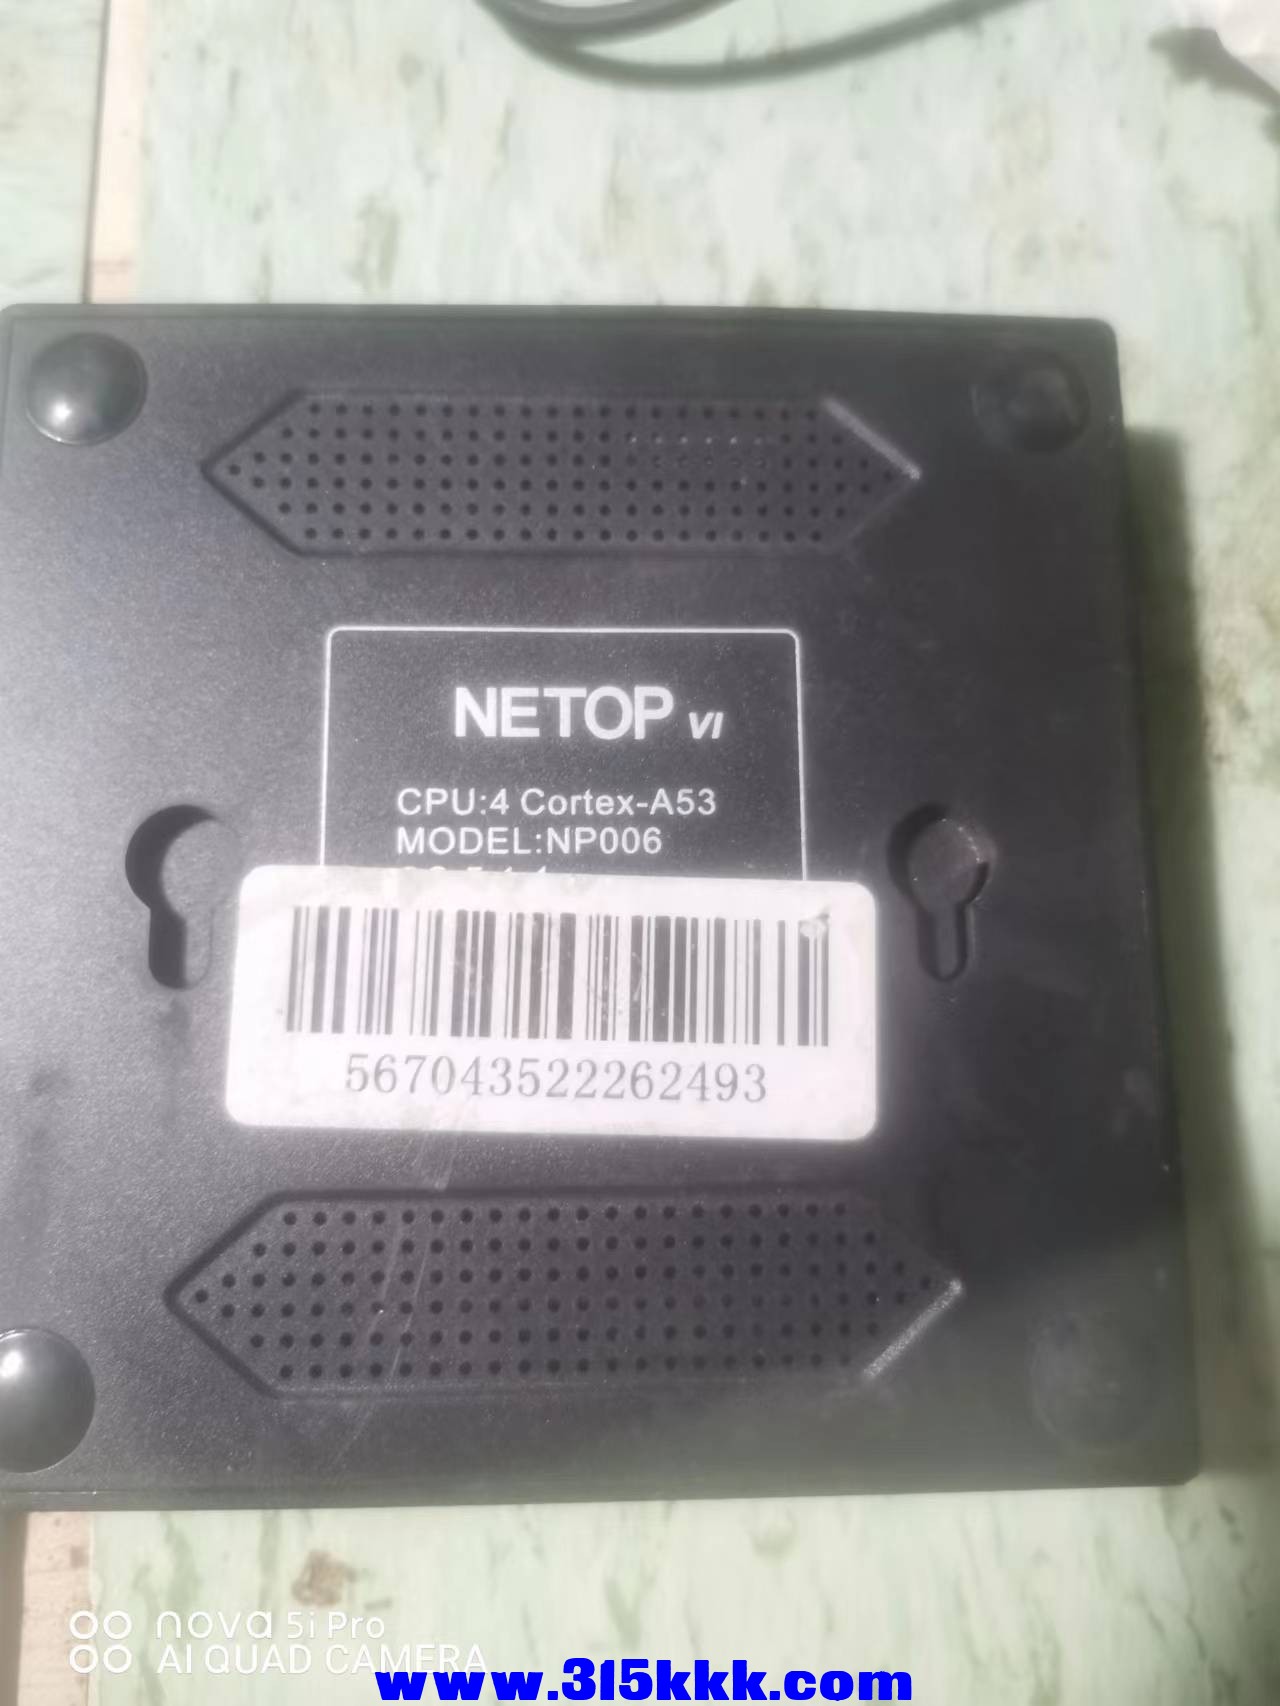 NETOP VI
CPU:4 Cortex-A53
MODEL:NP006
567043522262493
nova 5i Pro
AI QUAD CAMERA
www.315kkk.com